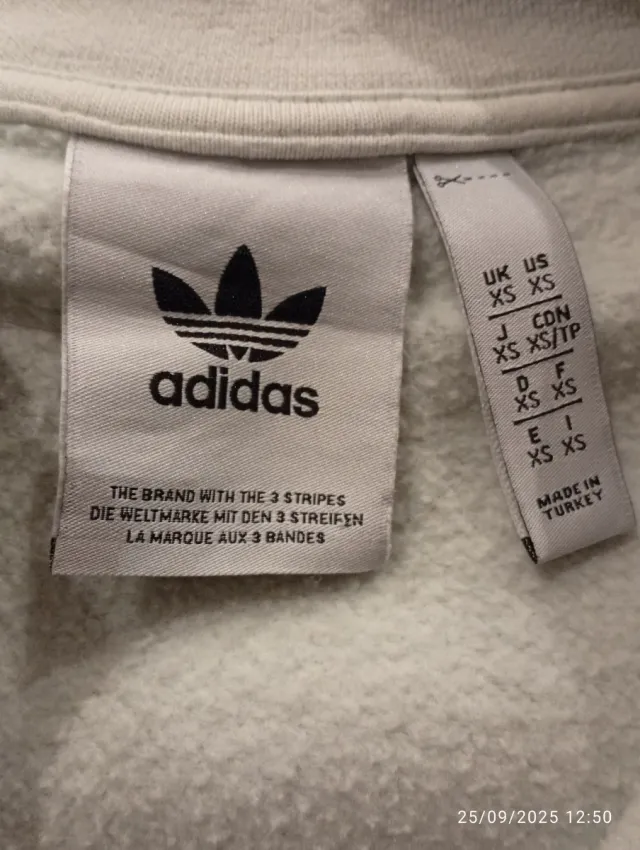 adidas
THE BRAND WITH THE 3 STRIPES
DIE WELTMARKE MIT DEN 3 STREIFEN
LA MARQUE AUX 3 BANDES
UK US
XS XS
J CDN
XS XS/TP
D F
XS XS
E I
XS XS
MADE IN
TURKEY
25/09/2025 12:50